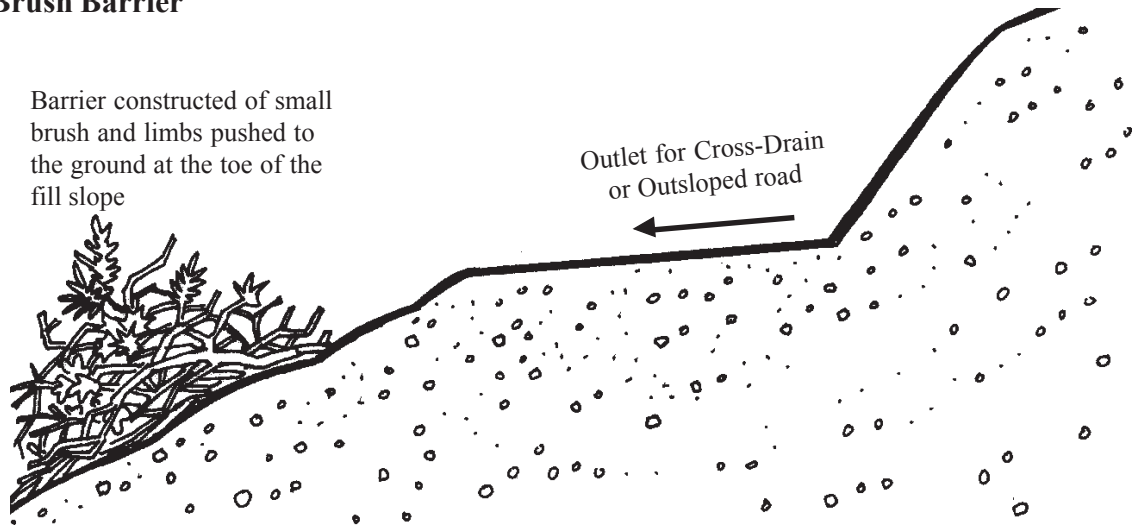 Brush Barrier
Barrier constructed of small
brush and limbs pushed to
the ground at the toe of the
fill slope
Outlet for Cross-Drain
or Outsloped road